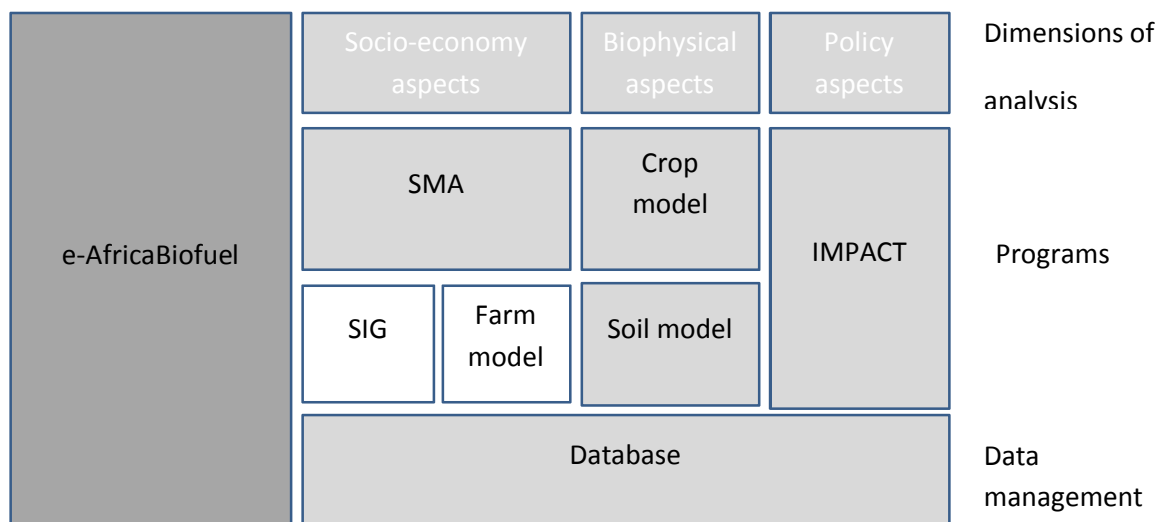 Socio-economy
aspects
Biophysical
aspects
Policy
aspects
Dimensions of
analysis
e-AfricaBiofuel
SMA
Crop
model
IMPACT
Programs
SIG
Farm
model
Soil model
Database
Data
management